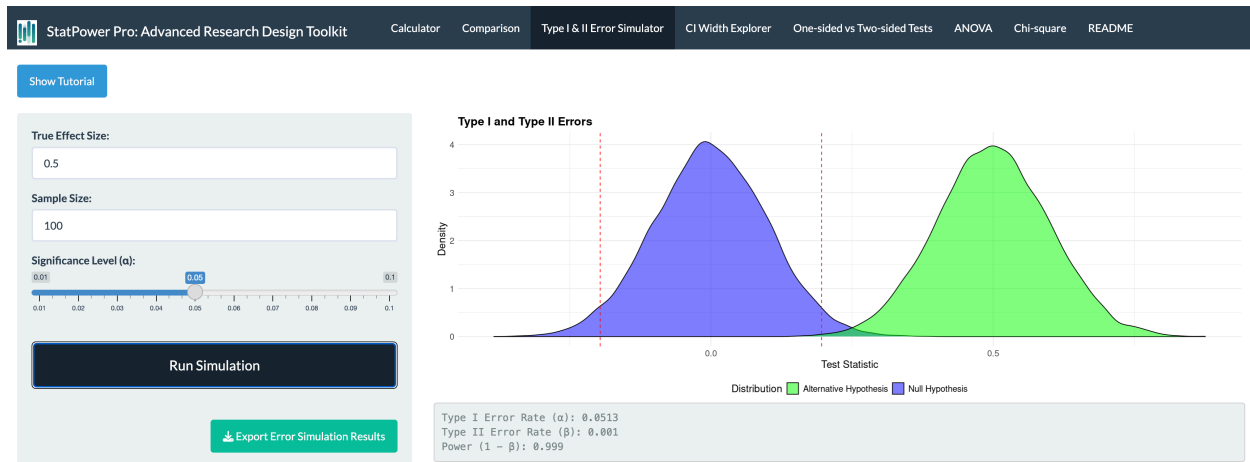 StatPower Pro: Advanced Research Design Toolkit
Calculator Comparison Type I & II Error Simulator CI Width Explorer One-sided vs Two-sided Tests ANOVA Chi-square README
Show Tutorial
True Effect Size:
0.5
Sample Size:
100
Significance Level (α):
0.01 0.05 0.1
0.01 0.02 0.03 0.04 0.05 0.06 0.07 0.08 0.09 0.1
Run Simulation
Export Error Simulation Results
Type I and Type II Errors
4
3
2
1
0
Density
0.0 0.5
Test Statistic
Distribution Alternative Hypothesis Null Hypothesis
Type I Error Rate (α): 0.0513
Type II Error Rate (β): 0.001
Power (1 − β): 0.999